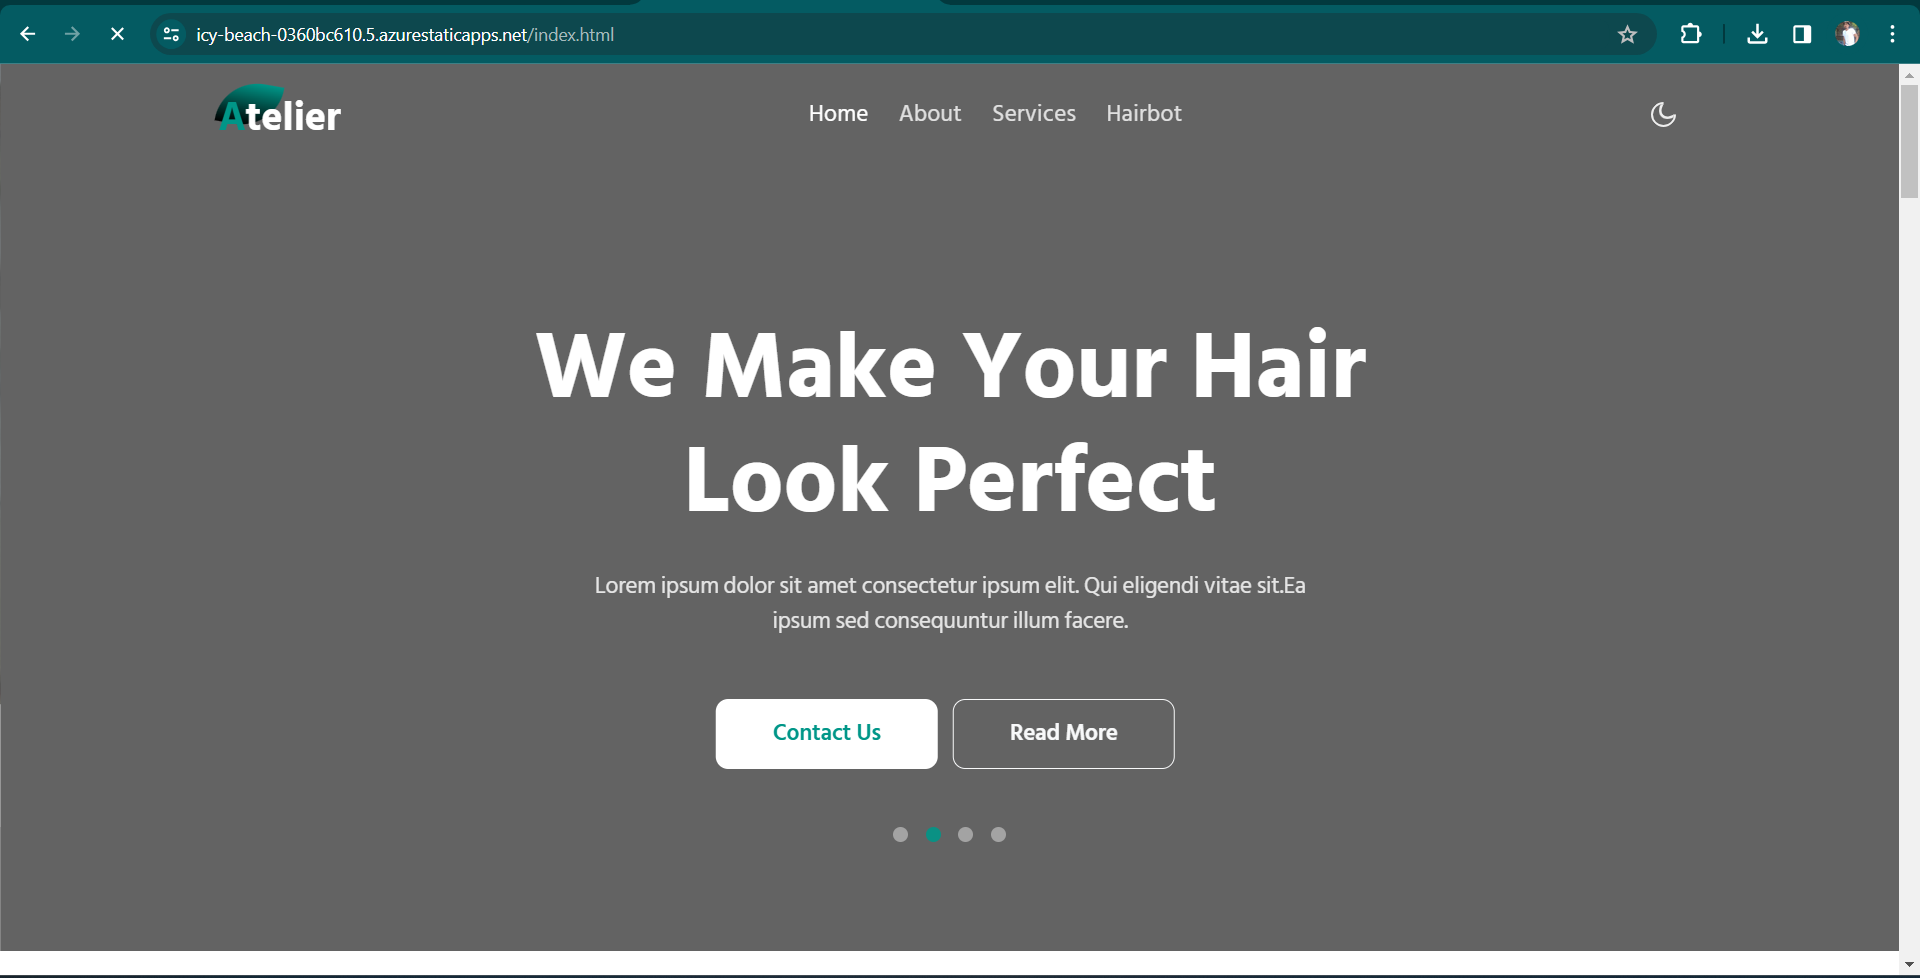 icy-beach-0360bc610.5.azurestaticapps.net/index.html
Atelier
Home About Services Hairbot
We Make Your Hair
Look Perfect
Lorem ipsum dolor sit amet consectetur ipsum elit. Qui eligendi vitae sit.Ea
ipsum sed consequuntur illum facere.
Contact Us Read More